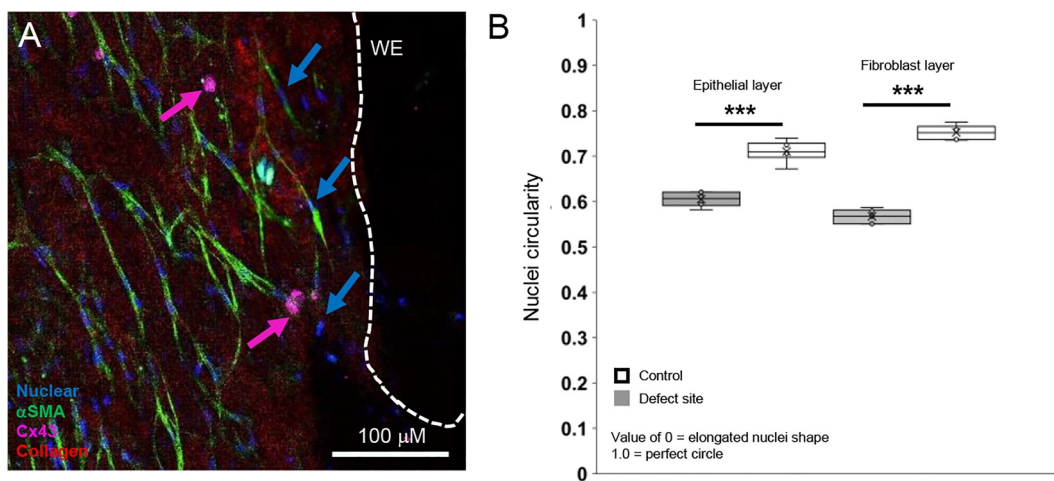 A
WE
Nuclear
αSMA
Cx43
Collagen
100 µM
B
Nuclei circularity
1
0.9
0.8
0.7
0.6
0.5
0.4
0.3
0.2
0.1
0
Epithelial layer
***
Fibroblast layer
***
Control
Defect site
Value of 0 = elongated nuclei shape
1.0 = perfect circle